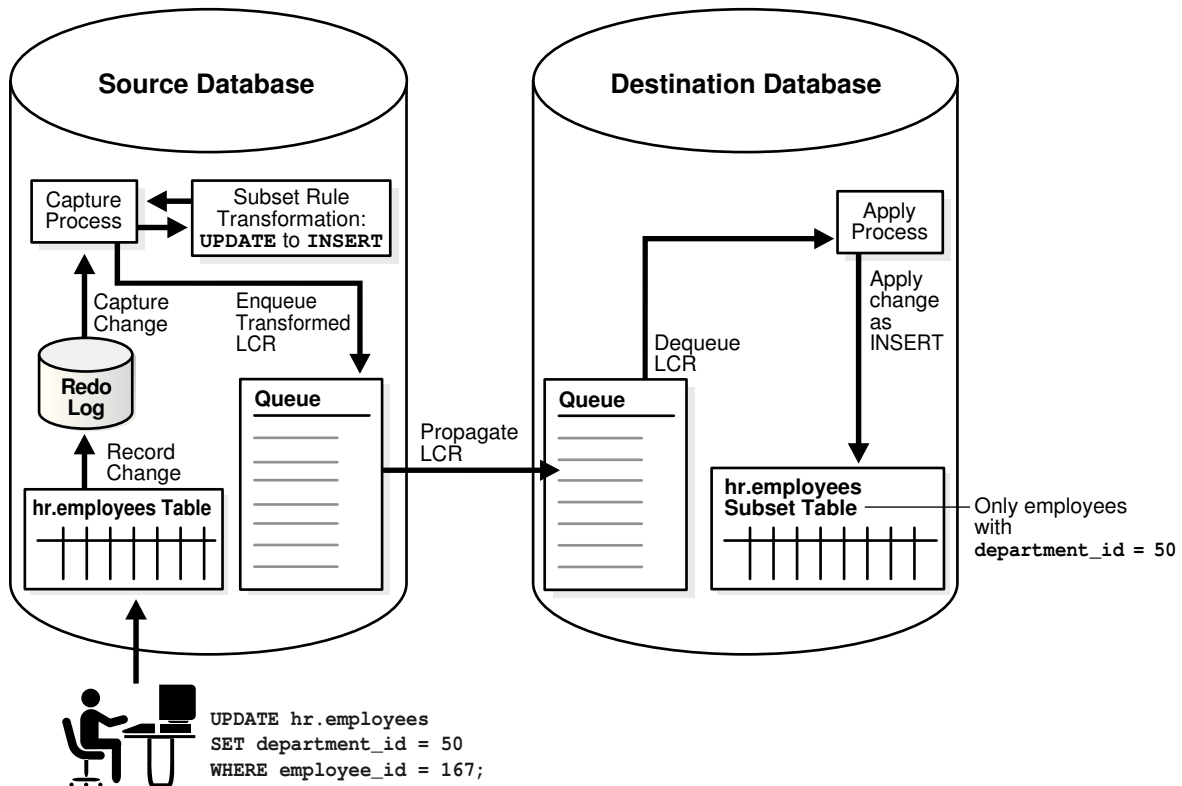 Source Database
Destination Database
Capture
Process
Subset Rule
Transformation:
UPDATE to INSERT
Apply
Process
Capture
Change
Enqueue
Transformed
LCR
Dequeue
LCR
Apply
change
as
INSERT
Redo
Log
Queue
Queue
Record
Change
Propagate
LCR
hr.employees Table
hr.employees
Subset Table
Only employees
with
department_id = 50
UPDATE hr.employees
SET department_id = 50
WHERE employee_id = 167;